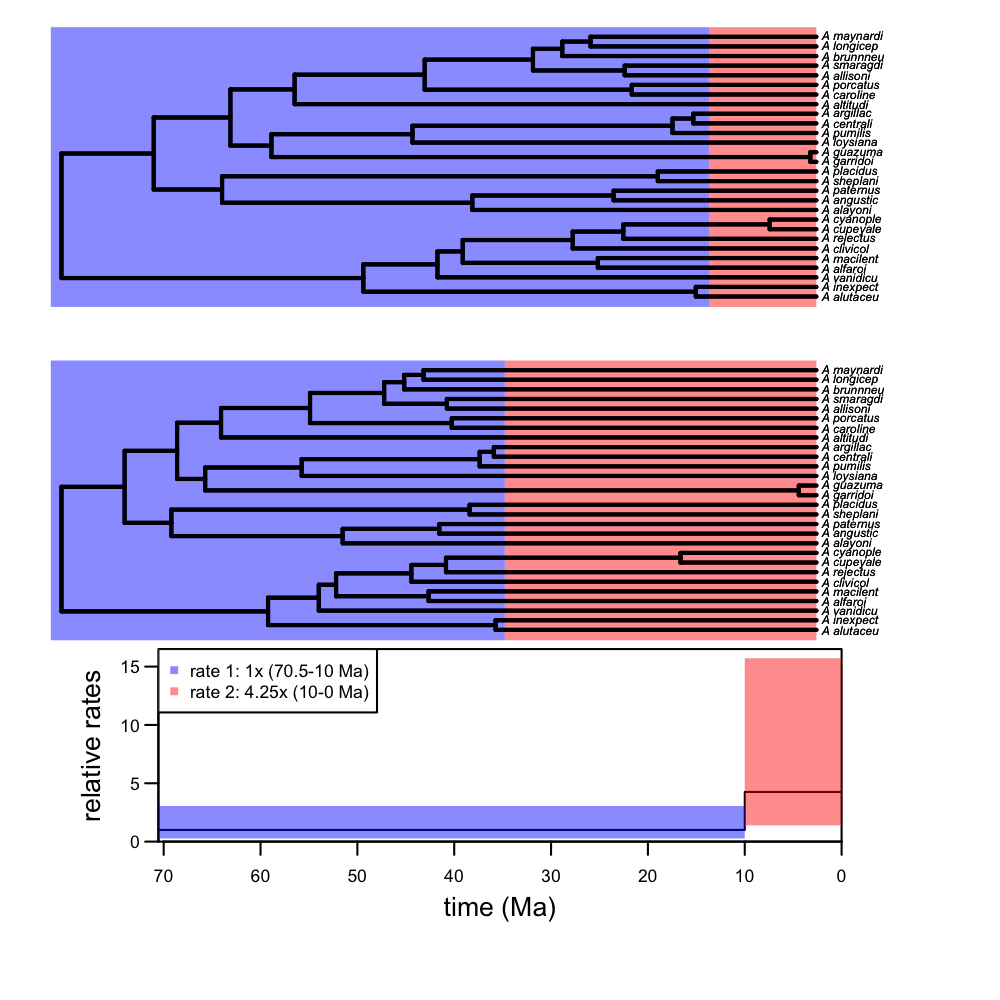 A maynardi
A longicep
A brunnneu
A smaragdi
A allisoni
A porcatus
A caroline
A altitudi
A argillac
A centrali
A pumilis
A loysiana
A guazuma
A garridoi
A placidus
A sheplani
A paternus
A angustic
A alayoni
A cyanople
A cupeyale
A rejectus
A clivicol
A macilent
A alfaroi
A vanidicu
A inexpect
A alutaceu
A maynardi
A longicep
A brunnneu
A smaragdi
A allisoni
A porcatus
A caroline
A altitudi
A argillac
A centrali
A pumilis
A loysiana
A guazuma
A garridoi
A placidus
A sheplani
A paternus
A angustic
A alayoni
A cyanople
A cupeyale
A rejectus
A clivicol
A macilent
A alfaroi
A vanidicu
A inexpect
A alutaceu
rate 1: 1x (70.5-10 Ma)
rate 2: 4.25x (10-0 Ma)
relative rates
15
10
5
0
70 60 50 40 30 20 10 0
time (Ma)